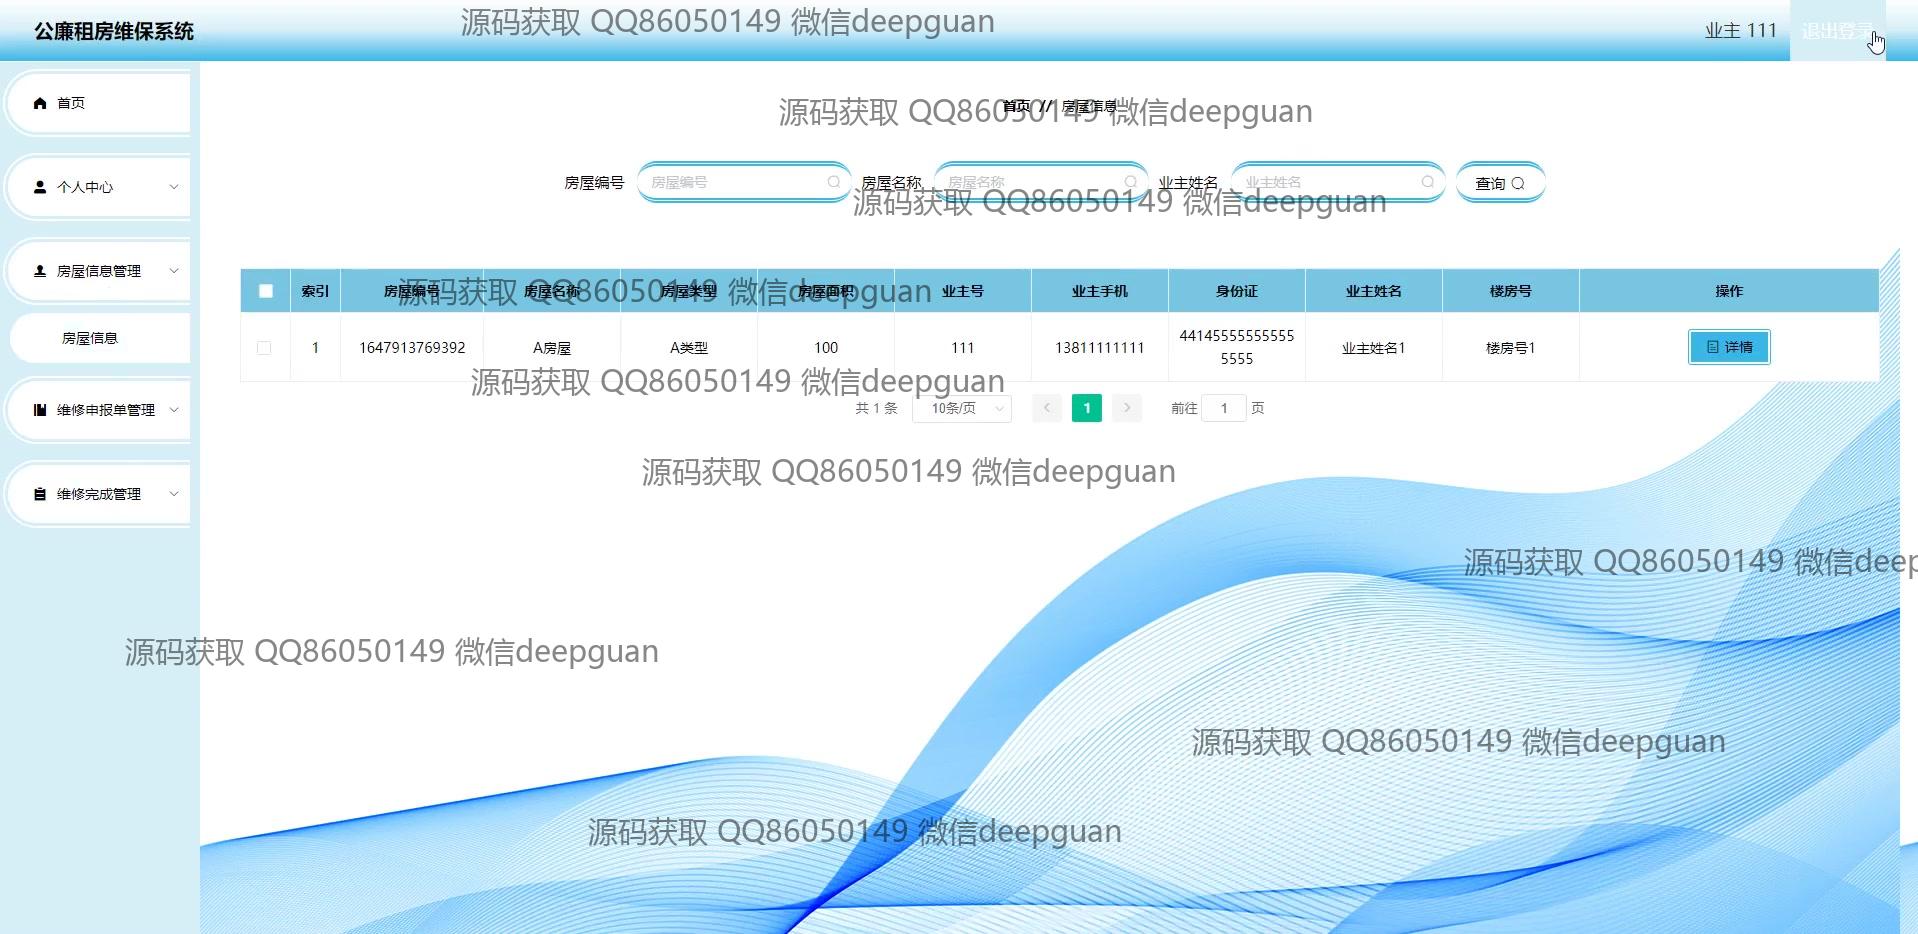 公廉租房维保系统
源码获取 QQ86050149 微信deepguan
业主 111
退出登录
首页
个人中心
房屋信息管理
房屋信息
维修申报单管理
维修完成管理
首页 // 房屋信息
源码获取 QQ86050149 微信deepguan
房屋编号 房屋编号 房屋名称 房屋名称 业主姓名 业主姓名 查询
源码获取 QQ86050149 微信deepguan
索引 房屋编号 房屋名称 房屋类型 房屋面积 业主号 业主手机 身份证 业主姓名 楼房号 操作
源码获取 QQ86050149 微信deepguan
1 1647913769392 A房屋 A类型 100 111 13811111111 44145555555555 业主姓名1 楼房号1 详情
5555
源码获取 QQ86050149 微信deepguan
共 1 条 10条/页 1 前往 1 页
源码获取 QQ86050149 微信deepguan
源码获取 QQ86050149 微信deep
源码获取 QQ86050149 微信deepguan
源码获取 QQ86050149 微信deepguan
源码获取 QQ86050149 微信deepguan